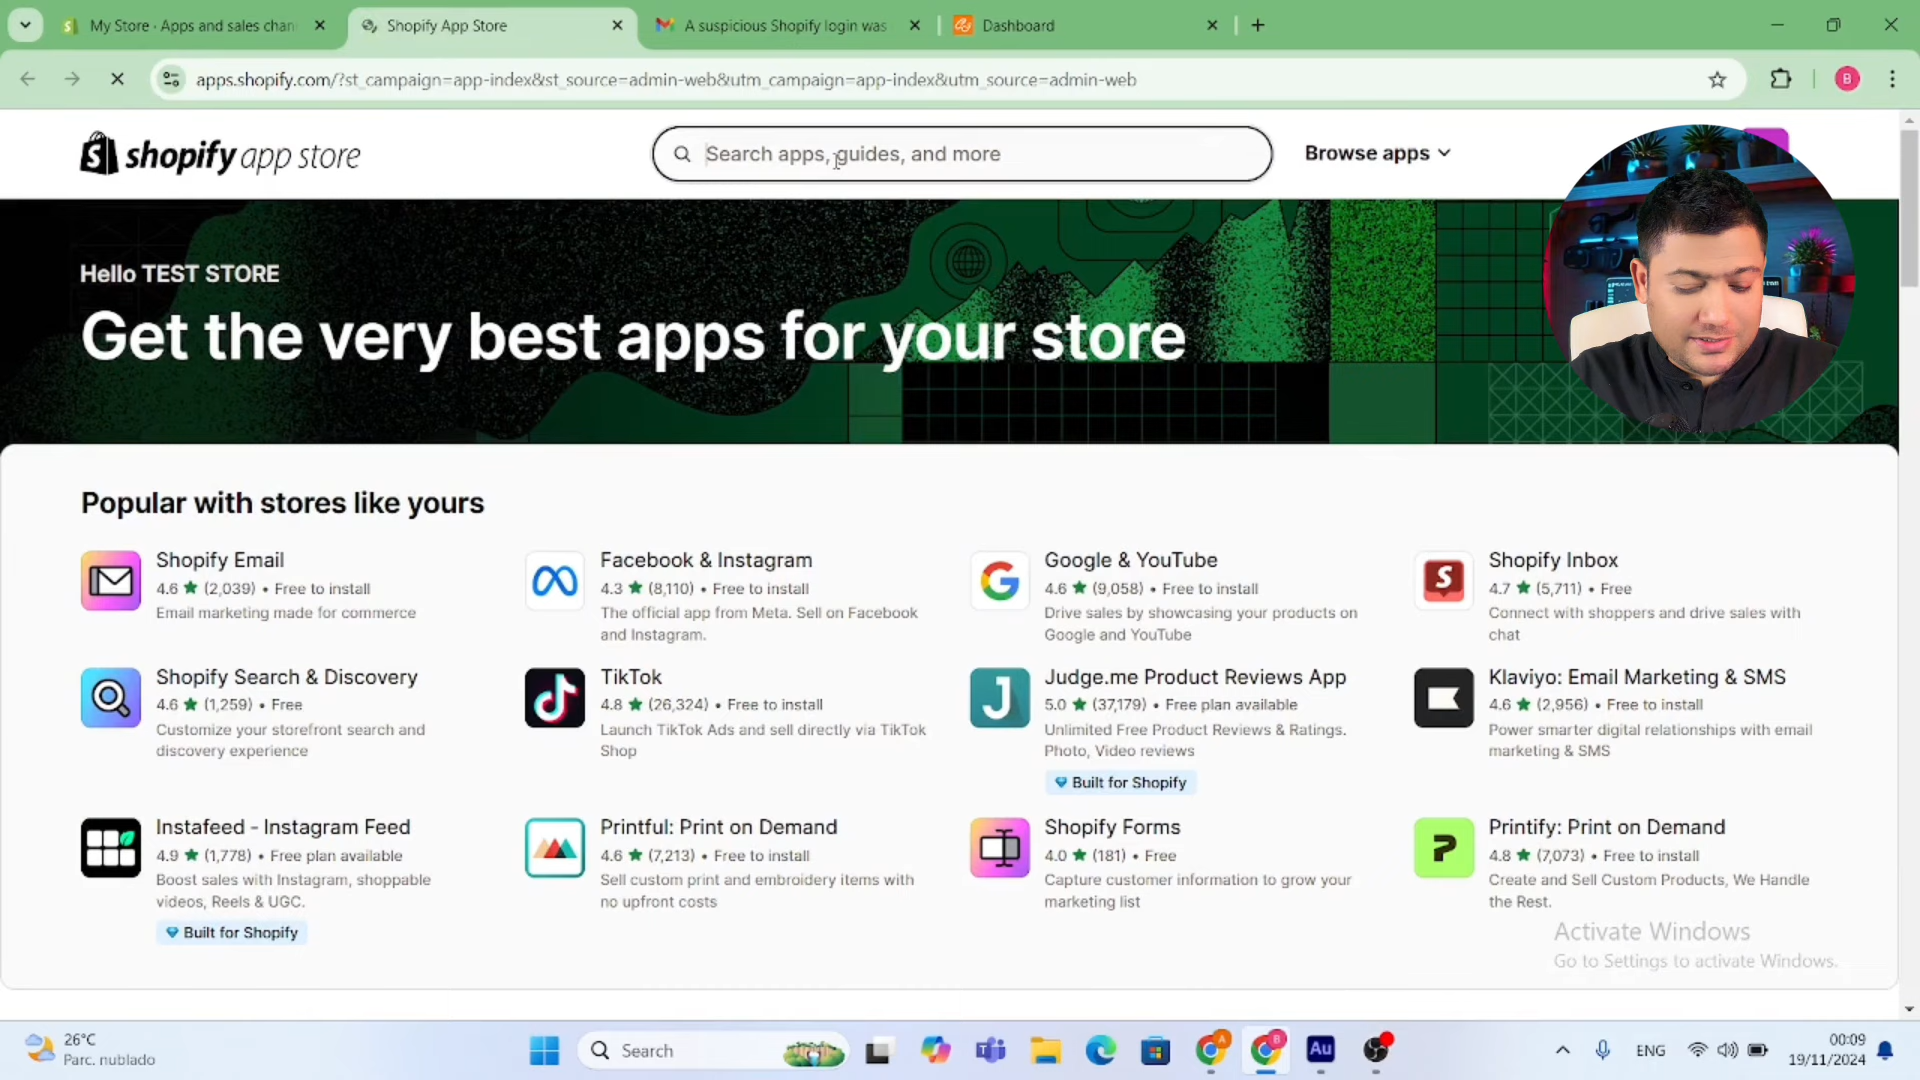 My Store · Apps and sales chan
Shopify App Store
A suspicious Shopify login was
Dashboard
apps.shopify.com/?st_campaign=app-index&st_source=admin-web&utm_campaign=app-index&utm_source=admin-web
B
shopify app store
Search apps, guides, and more
Browse apps
Hello TEST STORE
Get the very best apps for your store
Popular with stores like yours
Shopify Email
4.6 ★ (2,039) • Free to install
Email marketing made for commerce
Facebook & Instagram
4.3 ★ (8,110) • Free to install
The official app from Meta. Sell on Facebook
and Instagram.
Google & YouTube
4.6 ★ (9,058) • Free to install
Drive sales by showcasing your products on
Google and YouTube
Shopify Inbox
4.7 ★ (5,711) • Free
Connect with shoppers and drive sales with
chat
Shopify Search & Discovery
4.6 ★ (1,259) • Free
Customize your storefront search and
discovery experience
TikTok
4.8 ★ (26,324) • Free to install
Launch TikTok Ads and sell directly via TikTok
Shop
Judge.me Product Reviews App
5.0 ★ (37,179) • Free plan available
Unlimited Free Product Reviews & Ratings.
Photo, Video reviews
Built for Shopify
Klaviyo: Email Marketing & SMS
4.6 ★ (2,956) • Free to install
Power smarter digital relationships with email
marketing & SMS
Instafeed - Instagram Feed
4.9 ★ (1,778) • Free plan available
Boost sales with Instagram, shoppable
videos, Reels & UGC.
Built for Shopify
Printful: Print on Demand
4.6 ★ (7,213) • Free to install
Sell custom print and embroidery items with
no upfront costs
Shopify Forms
4.0 ★ (181) • Free
Capture customer information to grow your
marketing list
Printify: Print on Demand
4.8 ★ (7,073) • Free to install
Create and Sell Custom Products, We Handle
the Rest.
Activate Windows
Go to Settings to activate Windows.
26°C
Parc. nublado
Search
Au
ENG
00:09
19/11/2024